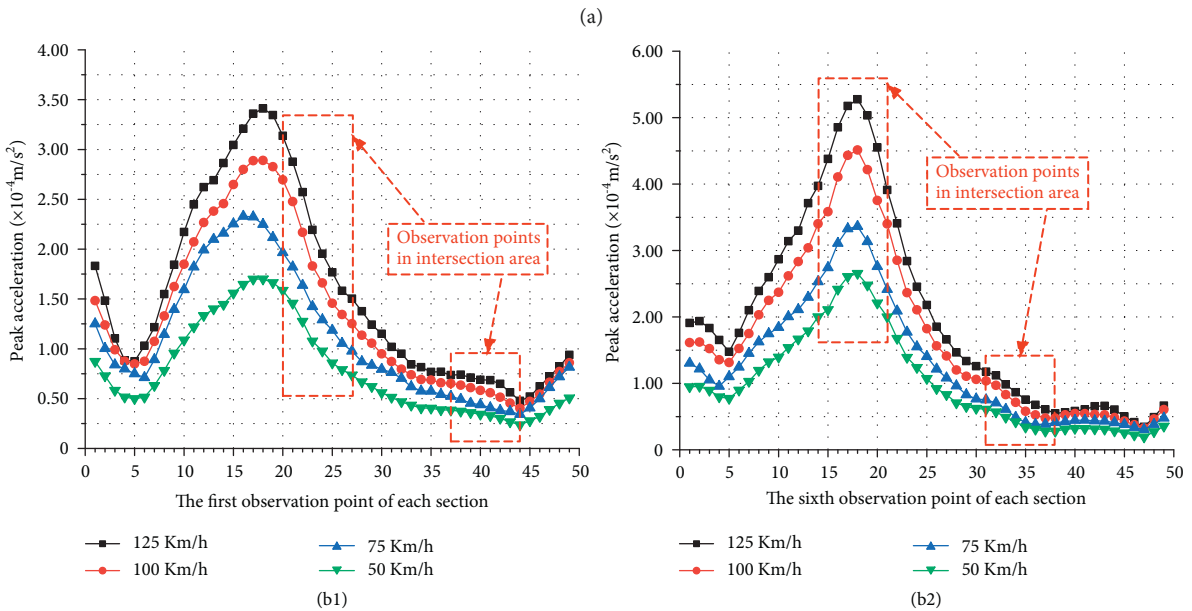 (a)
4.00
3.50
3.00
2.50
2.00
1.50
1.00
0.50
0
Peak acceleration (×10⁻⁴m/s²)
Observation points
in intersection area
0 5 10 15 20 25 30 35 40 45 50
The first observation point of each section
125 Km/h
100 Km/h
75 Km/h
50 Km/h
(b1)
6.00
5.00
4.00
3.00
2.00
1.00
0
Peak acceleration (×10⁻⁴m/s²)
Observation points
in intersection area
0 5 10 15 20 25 30 35 40 45 50
The sixth observation point of each section
125 Km/h
100 Km/h
75 Km/h
50 Km/h
(b2)